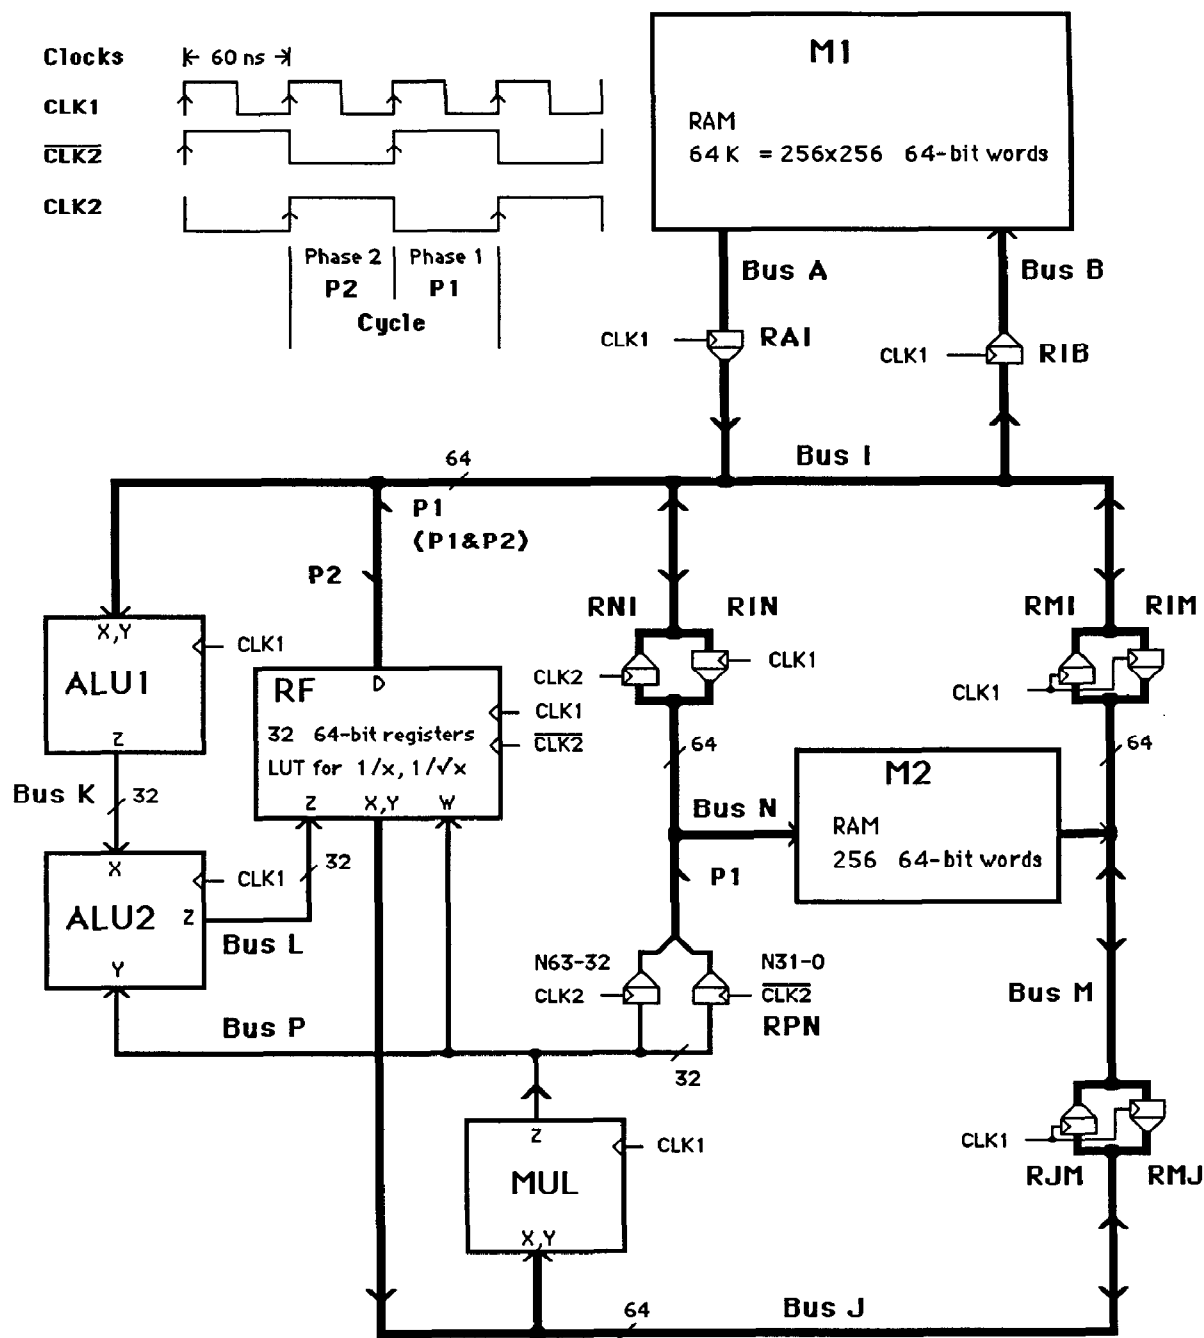 Clocks
60 ns
CLK1
CLK2
CLK2
Phase 2
Phase 1
P2
P1
Cycle
M1
RAM
64 K = 256x256 64-bit words
Bus A
Bus B
CLK1
RAI
CLK1
RIB
Bus I
64
P1
(P1&P2)
P2
RNI
RIN
RMI
RIM
X,Y
CLK1
ALU1
Z
CLK2
CLK1
CLK1
RF
D
CLK1
32 64-bit registers
CLK2
LUT for 1/x, 1/√x
Z
X,Y
W
64
64
Bus K
32
Bus N
M2
RAM
256 64-bit words
X
CLK1
ALU2
Z
Y
32
Bus L
P1
N63-32
N31-0
CLK2
CLK2
RPN
Bus M
Bus P
32
Z
CLK1
MUL
X,Y
CLK1
RJM
RMJ
64
Bus J